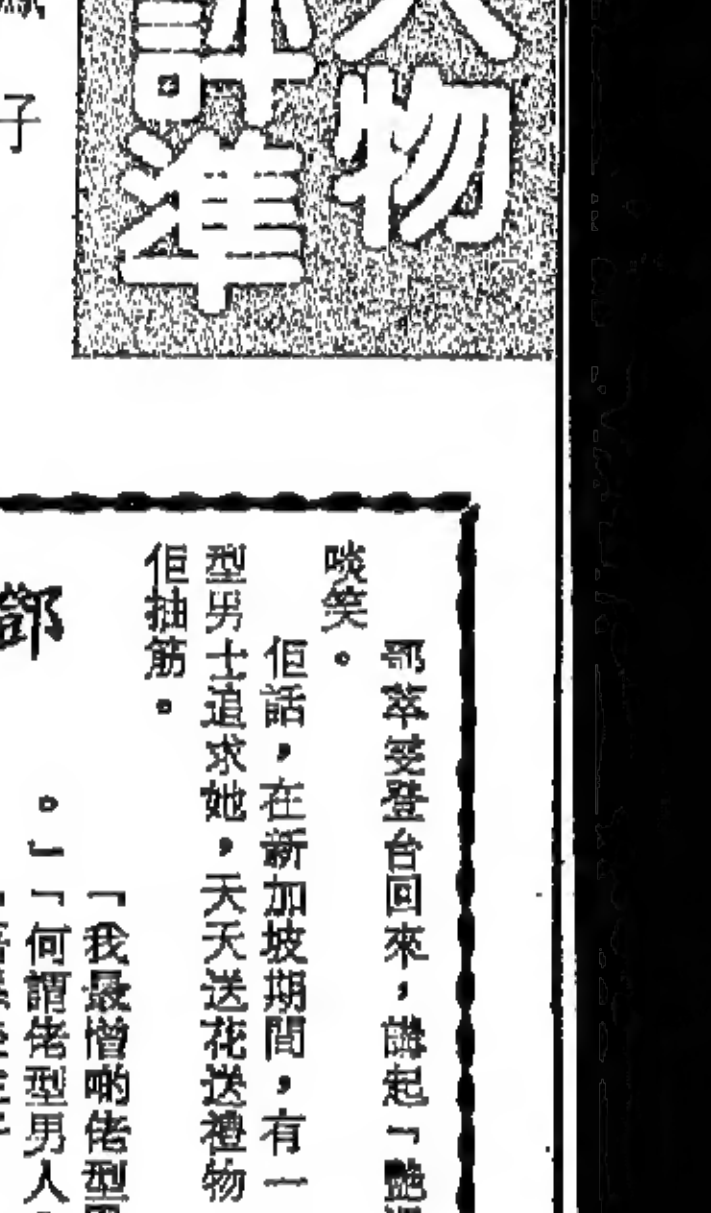 人物
評準
子
萃雯登台回來，講起「艷
啖笑。
佢話，在新加坡期間，有一
型男士追求她，天天送花送禮物
佢抽筋。
「我最憎啲佬型
。」「何謂佬型男人
鄧